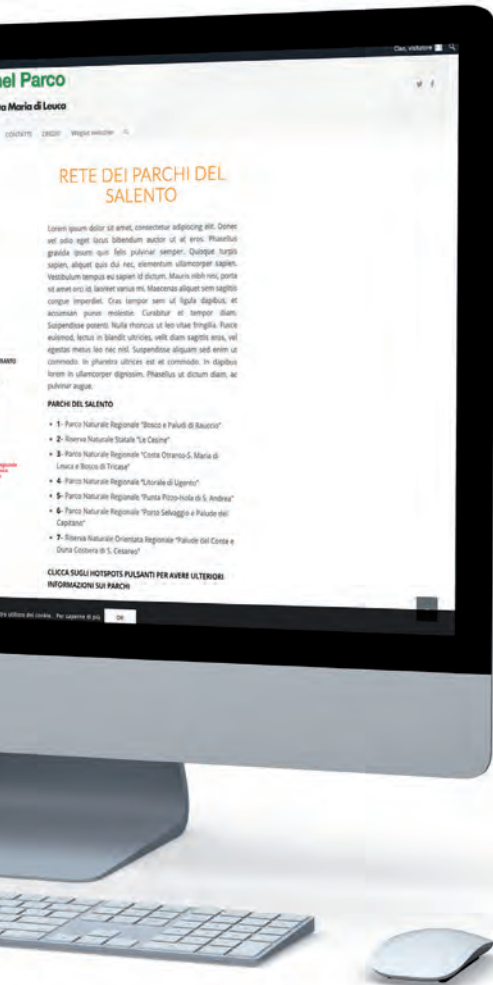 Ciao, visitatore
nel Parco
ta Maria di Leuca
CONTATTI CREDIT Widget switcher
RETE DEI PARCHI DEL
SALENTO
Lorem ipsum dolor sit amet, consectetur adipiscing elit. Donec
vel odio eget lacus bibendum auctor ut at eros. Phasellus
gravida ipsum quis felis pulvinar semper. Quisque turpis
sapien, aliquet quis dui nec, elementum ullamcorper sapien.
Vestibulum tempus eu sapien id dictum. Mauris nibh nisi, porta
sit amet orci id, laoreet varius mi. Maecenas aliquet sem sagittis
congue imperdiet. Cras tempor sem ut ligula dapibus, et
accumsan purus molestie. Curabitur et tempor diam.
Suspendisse potenti. Nulla rhoncus ut leo vitae fringilla. Fusce
euismod, lectus in blandit ultricies, velit diam sagittis eros, vel
egestas metus leo nec nisl. Suspendisse aliquam sed enim ut
commodo. In pharetra ultrices est et commodo. In dapibus
lorem in ullamcorper dignissim. Phasellus ut dictum diam, ac
pulvinar augue.
PARCHI DEL SALENTO
1- Parco Naturale Regionale "Bosco e Paludi di Rauccio"
2- Riserva Naturale Statale "Le Cesine"
3- Parco Naturale Regionale "Costa Otranto-S. Maria di
Leuca e Bosco di Tricase"
4- Parco Naturale Regionale "Litorale di Ugento"
5- Parco Naturale Regionale "Punta Pizzo-Isola di S. Andrea"
6- Parco Naturale Regionale "Porto Selvaggio e Palude del
Capitano"
7- Riserva Naturale Orientata Regionale "Palude del Conte e
Duna Costiera di S. Cesareo"
CLICCA SUGLI HOTSPOTS PULSANTI PER AVERE ULTERIORI
INFORMAZIONI SUI PARCHI
utilizzo dei cookie. Per saperne di più OK